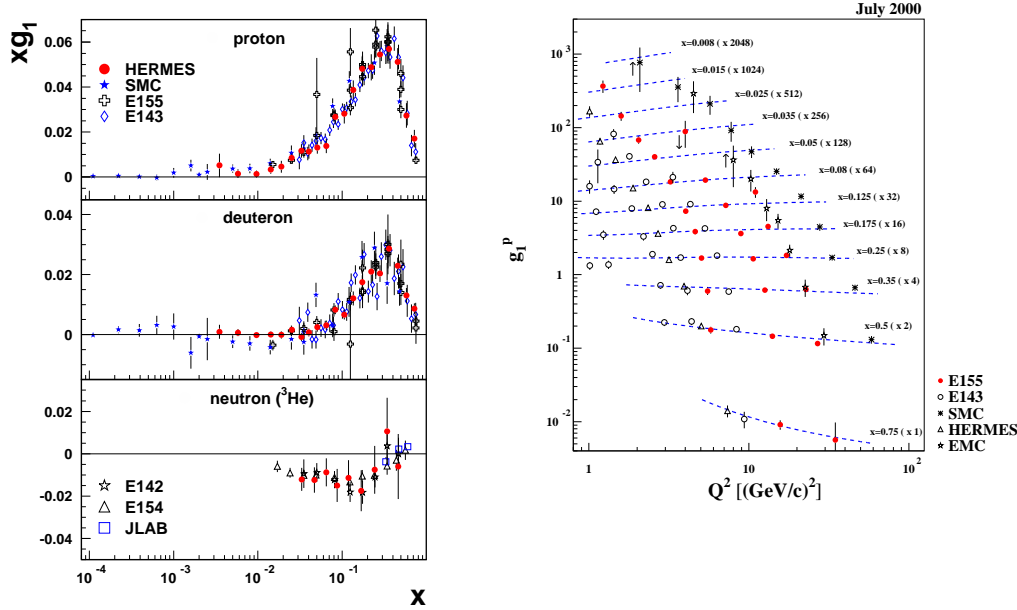 xg1
proton
HERMES
SMC
E155
E143
0.06
0.04
0.02
0
deuteron
0.04
0.02
0
neutron (³He)
0.02
0
-0.02
-0.04
E142
E154
JLAB
10⁻⁴
10⁻³
10⁻²
10⁻¹
x
July 2000
g₁ᵖ
10³
10²
10
1
10⁻¹
10⁻²
x=0.008 ( x 2048)
x=0.015 ( x 1024)
x=0.025 ( x 512)
x=0.035 ( x 256)
x=0.05 ( x 128)
x=0.08 ( x 64)
x=0.125 ( x 32)
x=0.175 ( x 16)
x=0.25 ( x 8)
x=0.35 ( x 4)
x=0.5 ( x 2)
x=0.75 ( x 1)
E155
E143
SMC
HERMES
EMC
1
10
10²
Q² [(GeV/c)²]